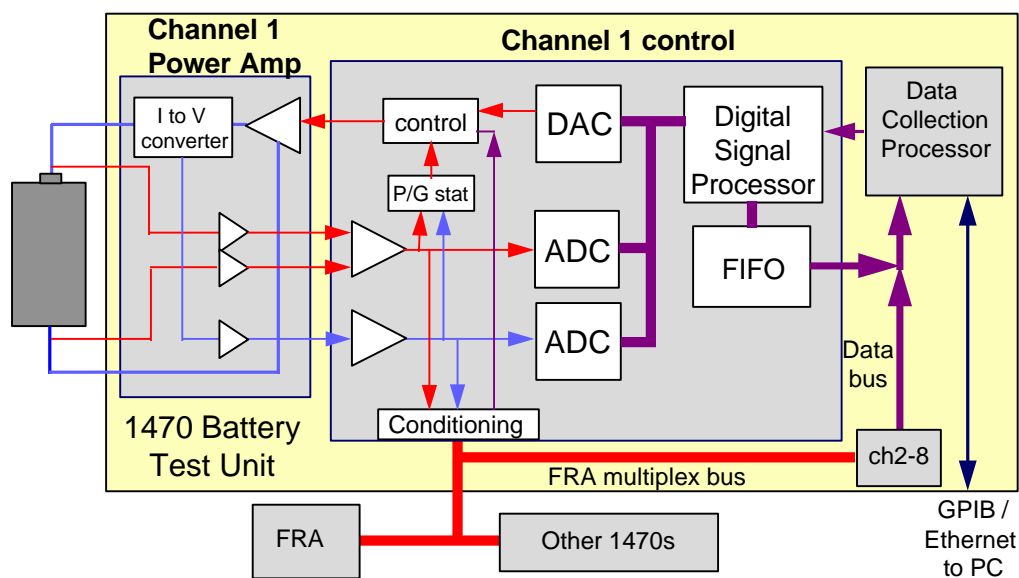 Channel 1
Power Amp
Channel 1 control
I to V
converter
control
DAC
Digital
Signal
Processor
Data
Collection
Processor
P/G stat
ADC
FIFO
ADC
Data
bus
Conditioning
1470 Battery
Test Unit
ch2-8
FRA multiplex bus
FRA
Other 1470s
GPIB /
Ethernet
to PC